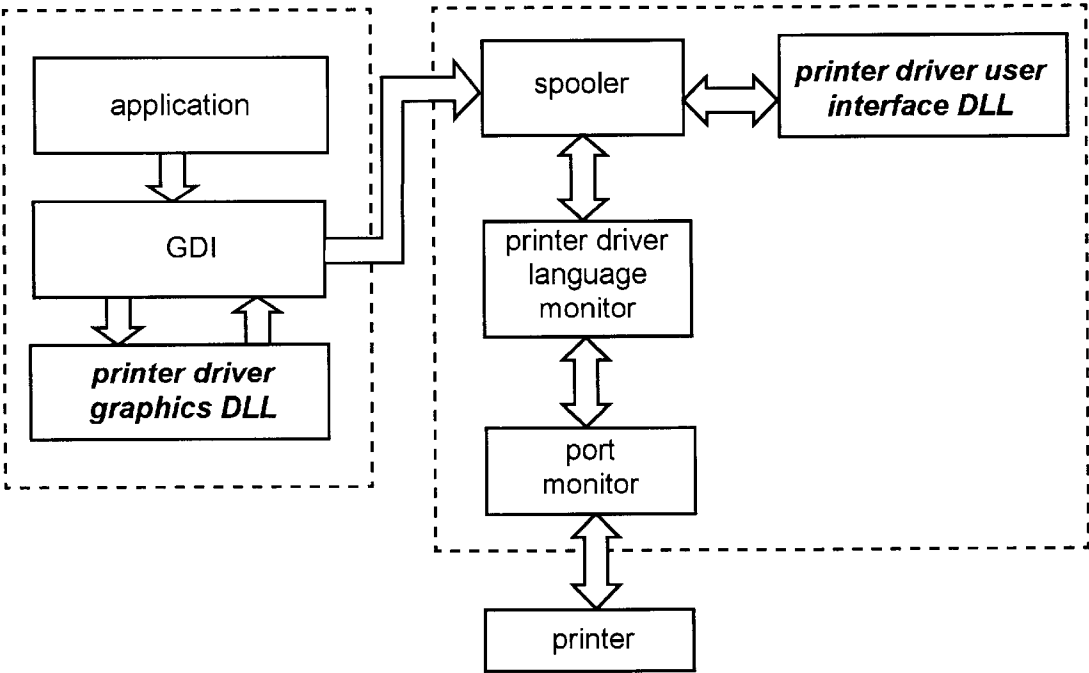 application
GDI
printer driver
graphics DLL
spooler
printer driver user
interface DLL
printer driver
language
monitor
port
monitor
printer